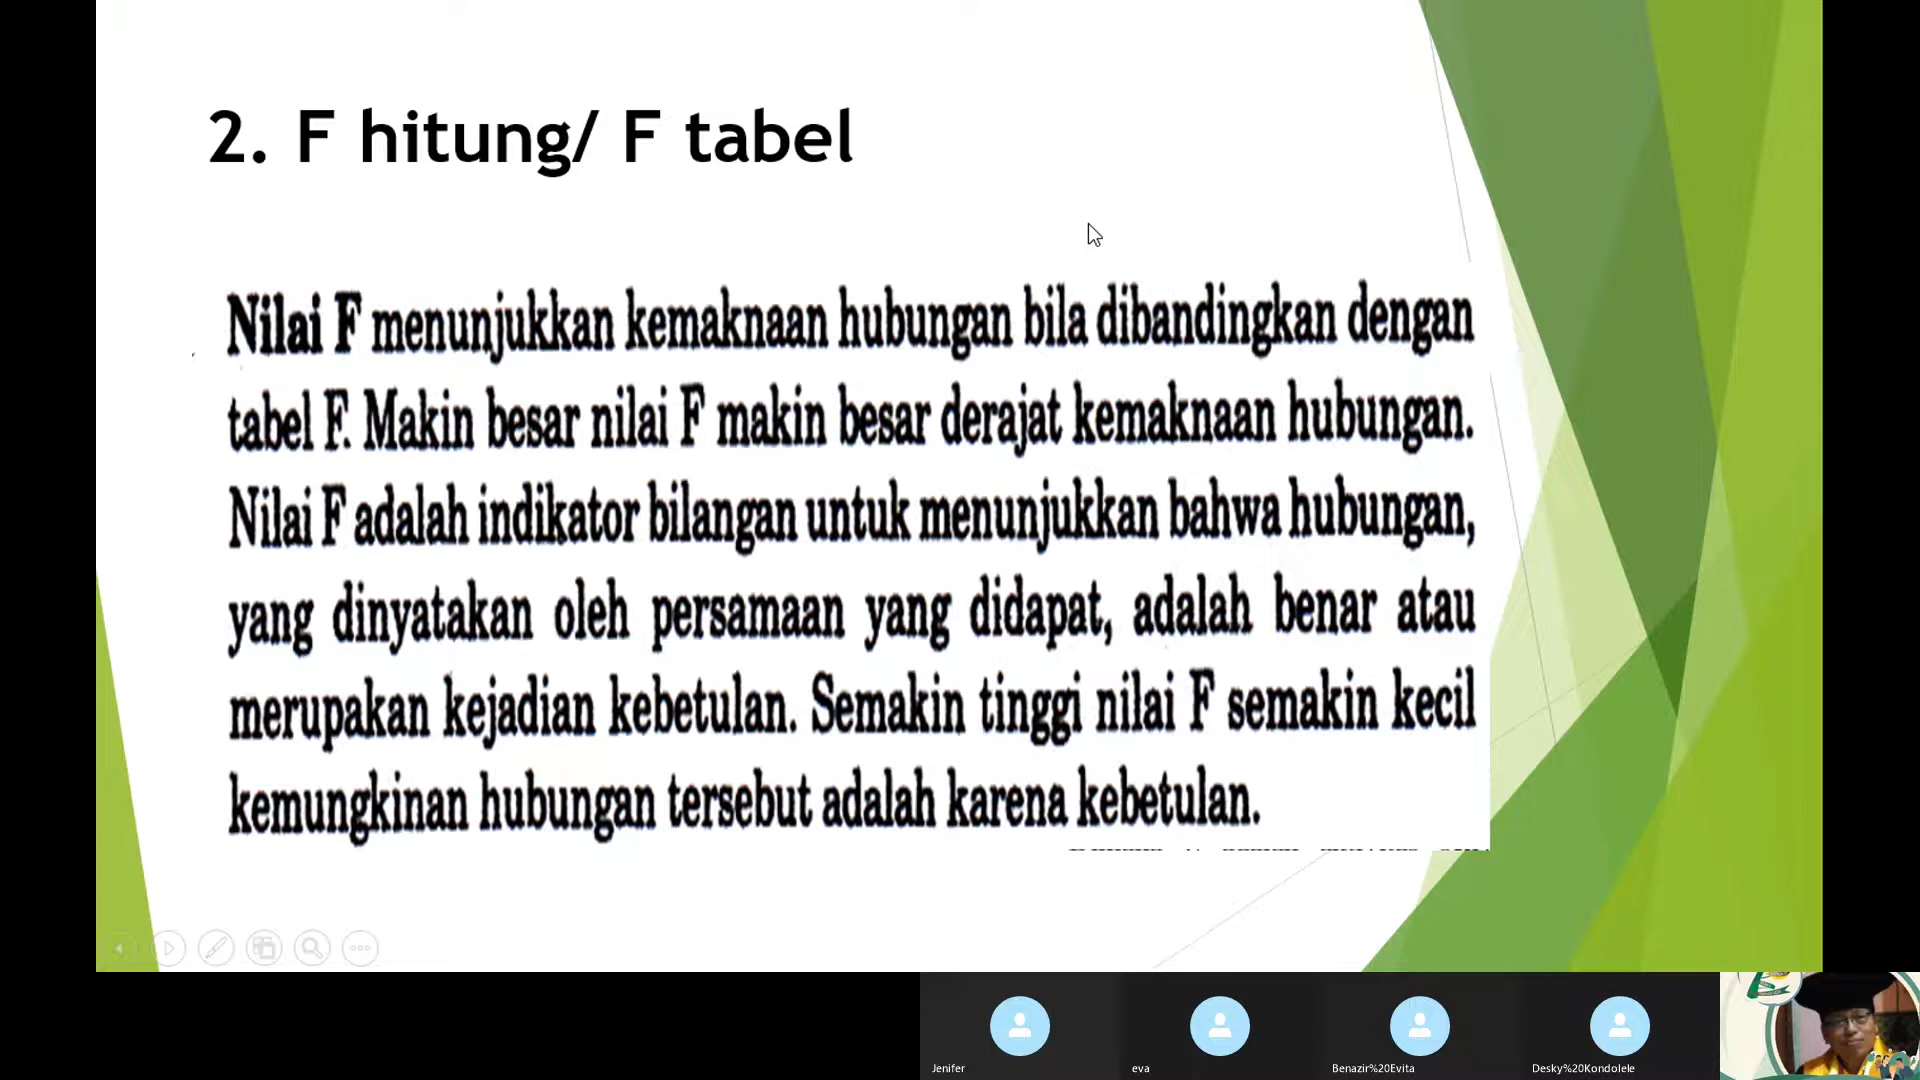 2. F hitung/ F tabel
Nilai F menunjukkan kemaknaan hubungan bila dibandingkan dengan
tabel F. Makin besar nilai F makin besar derajat kemaknaan hubungan.
Nilai F adalah indikator bilangan untuk menunjukkan bahwa hubungan,
yang dinyatakan oleh persamaan yang didapat, adalah benar atau
merupakan kejadian kebetulan. Semakin tinggi nilai F semakin kecil
kemungkinan hubungan tersebut adalah karena kebetulan.
Jenifer
eva
Benazir%20Evita
Desky%20Kondolele